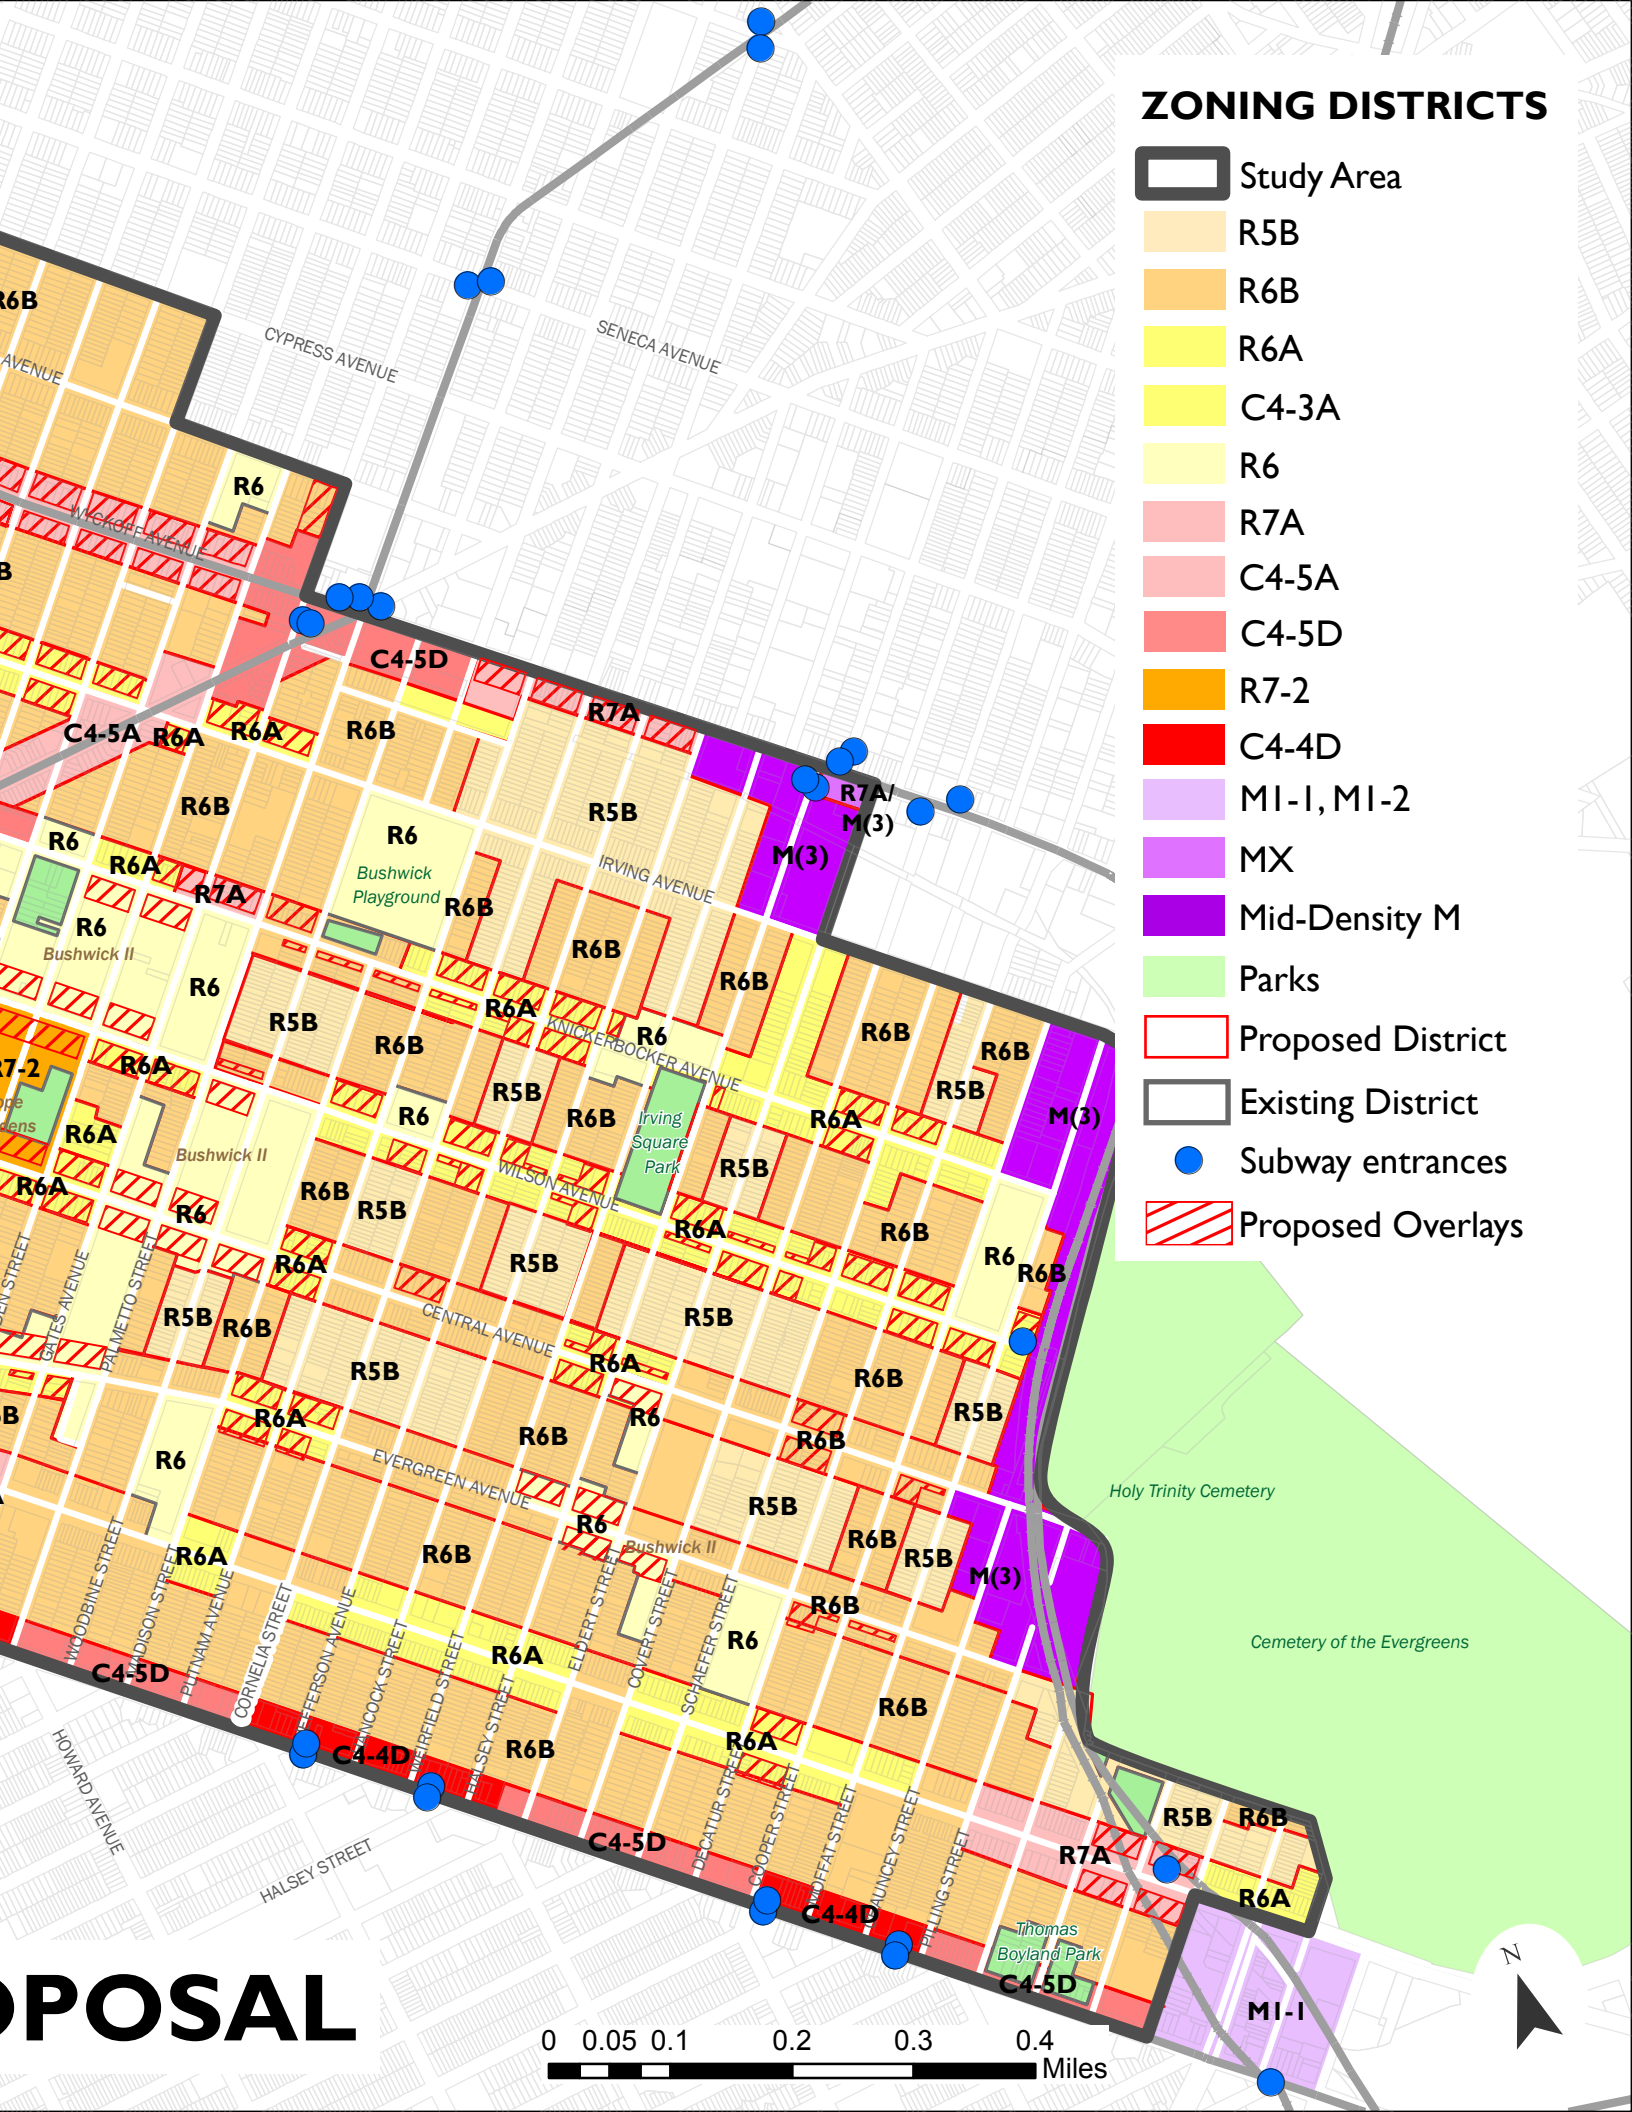 ZONING DISTRICTS
Study Area
R5B
R6B
R6A
C4-3A
R6
R7A
C4-5A
C4-5D
R7-2
C4-4D
M1-1, M1-2
MX
Mid-Density M
Parks
Proposed District
Existing District
Subway entrances
Proposed Overlays
R6B
AVENUE
CYPRESS AVENUE
SENECA AVENUE
R6
WYCKOFF AVENUE
B
C4-5D
R7A
C4-5A
R6A
R6A
R6B
R7A/
M(3)
R6B
R5B
M(3)
R6
R6
Bushwick
Playground
R6A
R7A
R6B
IRVING AVENUE
R6
Bushwick II
R6B
R6
R6B
R5B
R6B
R6A
KNICKERBOCKER AVENUE
R6
R6B
R6B
R5B
R7-2
R6A
R5B
R6B
R6
R6A
M(3)
Irving
Square
Park
R6A
Bushwick II
R5B
WILSON AVENUE
R6A
R6B
R5B
R6
R6A
R6B
R6
R6B
R6A
R5B
GATES AVENUE
PALMETTO STREET
R5B
R6B
CENTRAL AVENUE
R5B
R5B
R6A
R6B
R5B
R6A
R6B
R6
R6B
R6
EVERGREEN AVENUE
R5B
Holy Trinity Cemetery
R6
R6B
R5B
M(3)
Bushwick II
R6A
R6B
WOODBINE STREET
MADISON STREET
PUTNAM AVENUE
CORNELIA STREET
JEFFERSON AVENUE
HANCOCK STREET
WEIRFIELD STREET
HALSEY STREET
ELDERT STREET
COVERT STREET
SCHAEFER STREET
R6B
R6
R6A
Cemetery of the Evergreens
C4-5D
R6B
C4-4D
R6B
R6A
HOWARD AVENUE
HALSEY STREET
C4-5D
DECATUR STREET
COOPER STREET
MOFFAT STREET
CHAUNCEY STREET
PILLING STREET
R7A
R5B
R6B
R6A
C4-4D
Thomas
Boyland Park
C4-5D
M1-1
N
OPOSAL
0 0.05 0.1 0.2 0.3 0.4
Miles